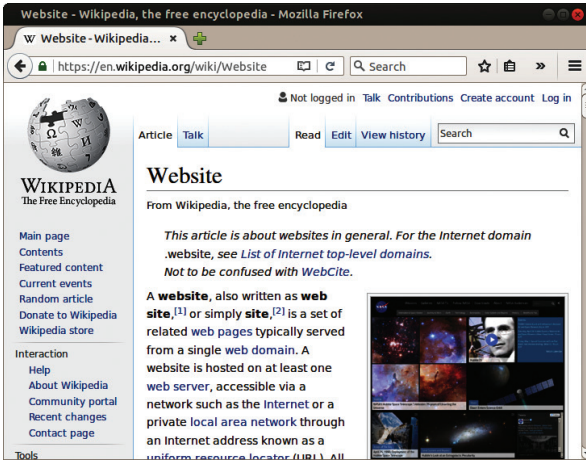 Website - Wikipedia, the free encyclopedia - Mozilla Firefox
W Website - Wikipedia...
https://en.wikipedia.org/wiki/Website
Search
Not logged in Talk Contributions Create account Log in
Article Talk Read Edit View history Search
WIKIPEDIA
The Free Encyclopedia
Main page
Contents
Featured content
Current events
Random article
Donate to Wikipedia
Wikipedia store
Interaction
Help
About Wikipedia
Community portal
Recent changes
Contact page
Tools
Website
From Wikipedia, the free encyclopedia
This article is about websites in general. For the Internet domain
.website, see List of Internet top-level domains.
Not to be confused with WebCite.
A website, also written as web
site,[1] or simply site,[2] is a set of
related web pages typically served
from a single web domain. A
website is hosted on at least one
web server, accessible via a
network such as the Internet or a
private local area network through
an Internet address known as a
uniform resource locator (URL). All